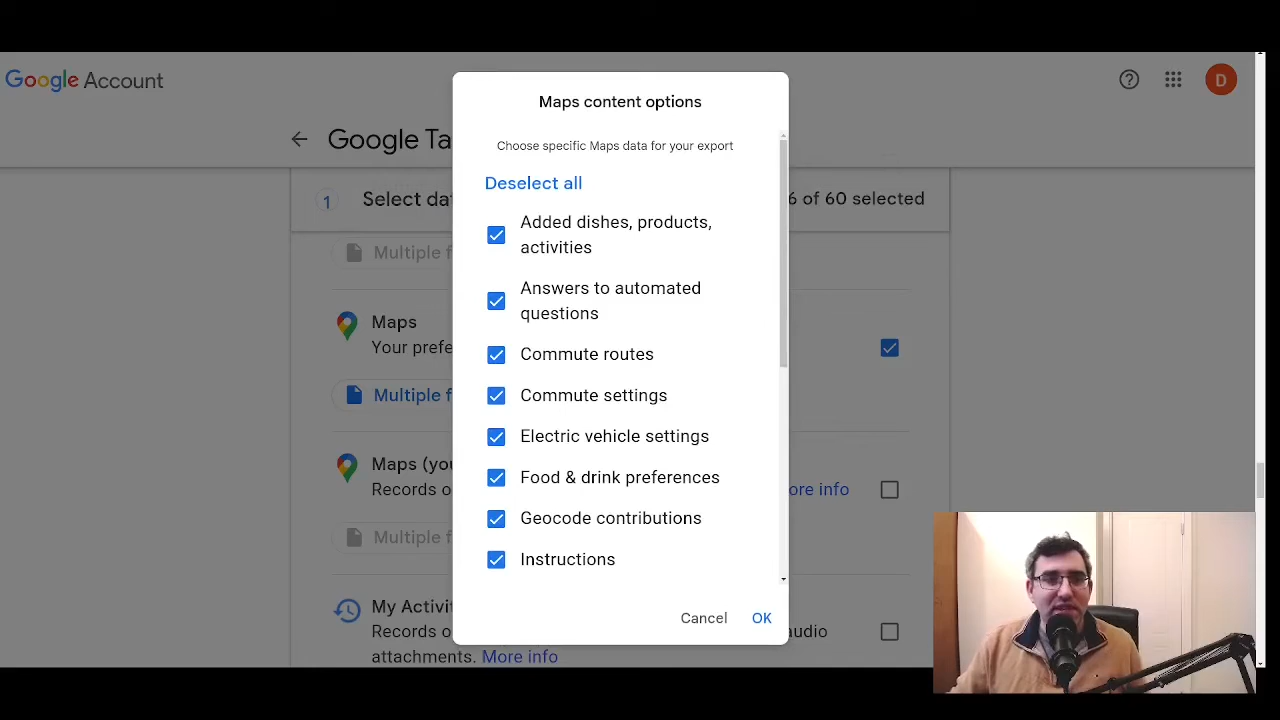 Google Account
D
Google Ta
1
Select dat
6 of 60 selected
Multiple f
Maps
Your prefe
Multiple f
Maps (you
Records o
ore info
Multiple f
My Activit
Records o
udio
attachments. More info
Maps content options
Choose specific Maps data for your export
Deselect all
Added dishes, products,
activities
Answers to automated
questions
Commute routes
Commute settings
Electric vehicle settings
Food & drink preferences
Geocode contributions
Instructions
Cancel
OK